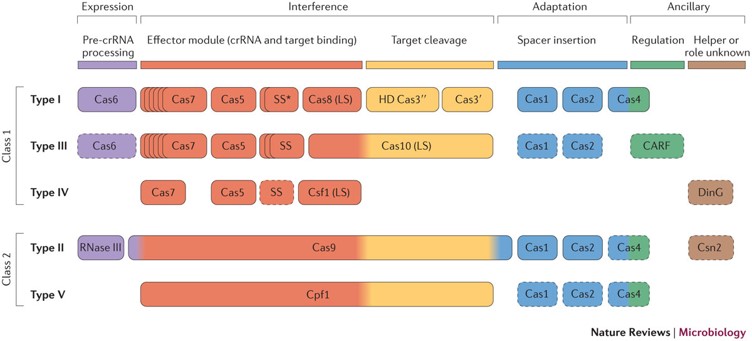 Expression Interference Adaptation Ancillary
Pre-crRNA processing Effector module (crRNA and target binding) Target cleavage Spacer insertion Regulation Helper or role unknown
Class 1
Type I Cas6 Cas7 Cas5 SS* Cas8 (LS) HD Cas3′′ Cas3′ Cas1 Cas2 Cas4
Type III Cas6 Cas7 Cas5 SS Cas10 (LS) Cas1 Cas2 CARF
Type IV Cas7 Cas5 SS Csf1 (LS) DinG
Class 2
Type II RNase III Cas9 Cas1 Cas2 Cas4 Csn2
Type V Cpf1 Cas1 Cas2 Cas4
Nature Reviews | Microbiology